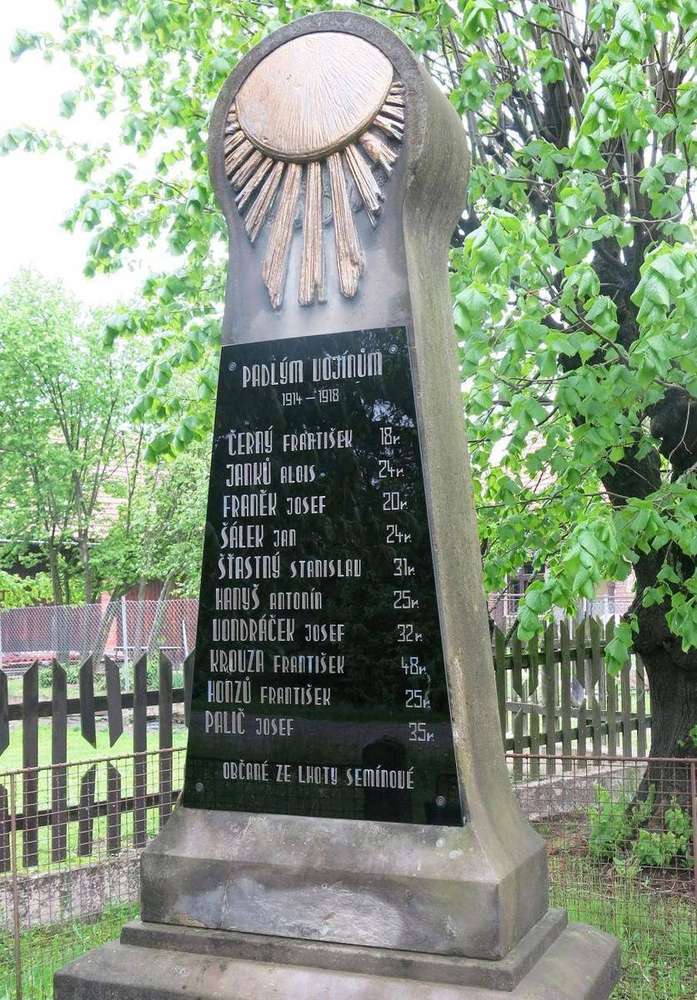 PADLÝM VOJÍNŮM
1914 — 1918
ČERNÝ FRANTIŠEK 18r.
JANKŮ ALOIS 24r.
FRANĚK JOSEF 20r.
ŠÁLEK JAN 24r.
ŠŤASTNÝ STANISLAV 31r.
HANYŠ ANTONÍN 25r.
VONDRÁČEK JOSEF 32r.
KROUZA FRANTIŠEK 48r.
HONZŮ FRANTIŠEK 25r.
PALIČ JOSEF 35r.
OBČANÉ ZE LHOTY SEMÍNOVÉ